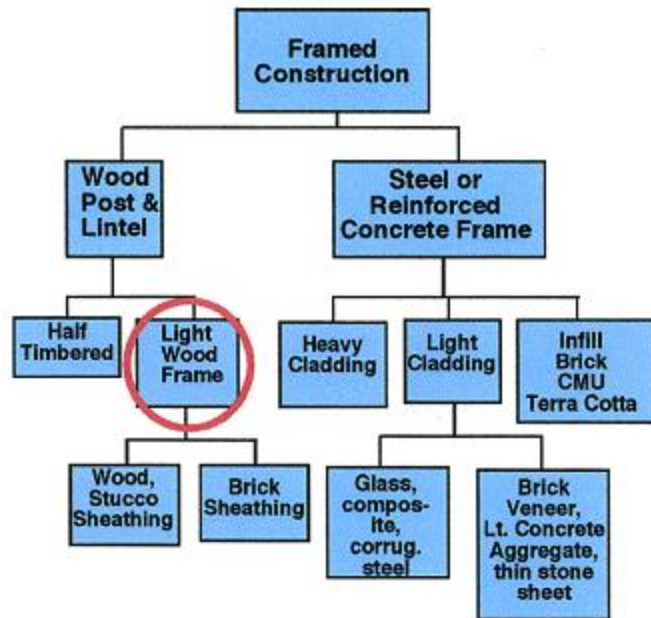 Framed
Construction
Wood
Post &
Lintel
Steel or
Reinforced
Concrete Frame
Half
Timbered
Light
Wood
Frame
Heavy
Cladding
Light
Cladding
Infill
Brick
CMU
Terra Cotta
Wood,
Stucco
Sheathing
Brick
Sheathing
Glass,
compos-
ite,
corrug.
steel
Brick
Veneer,
Lt. Concrete
Aggregate,
thin stone
sheet